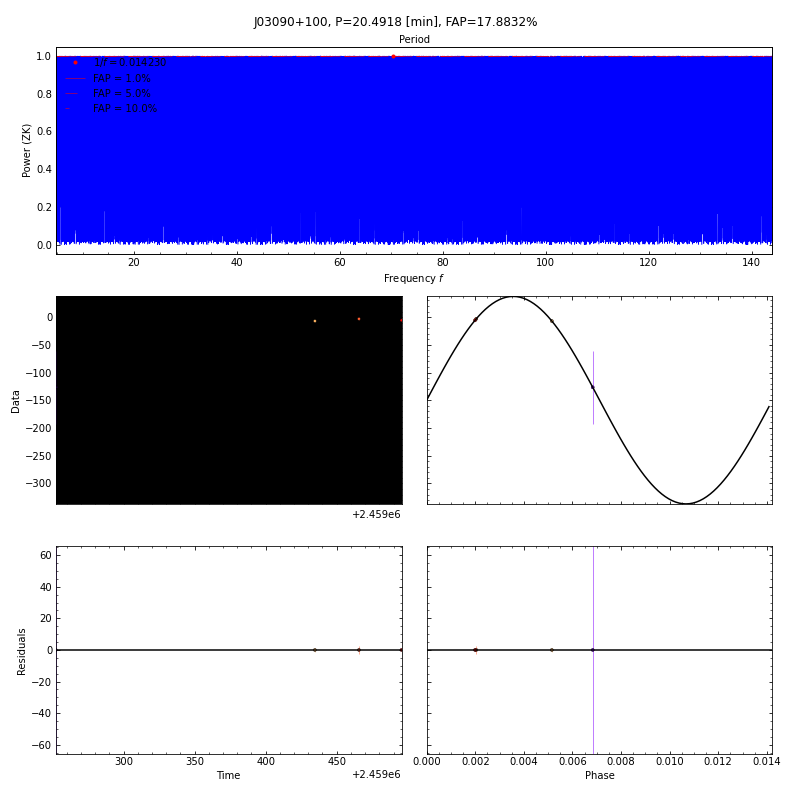 J03090+100, P=20.4918 [min], FAP=17.8832%
Period
1/f = 0.014230
FAP = 1.0%
FAP = 5.0%
FAP = 10.0%
Power (ZK)
1.0
0.8
0.6
0.4
0.2
0.0
20 40 60 80 100 120 140
Frequency f
Data
0
−50
−100
−150
−200
−250
−300
+2.459e6
Residuals
60
40
20
0
−20
−40
−60
300 350 400 450
+2.459e6
Time
0.000 0.002 0.004 0.006 0.008 0.010 0.012 0.014
Phase